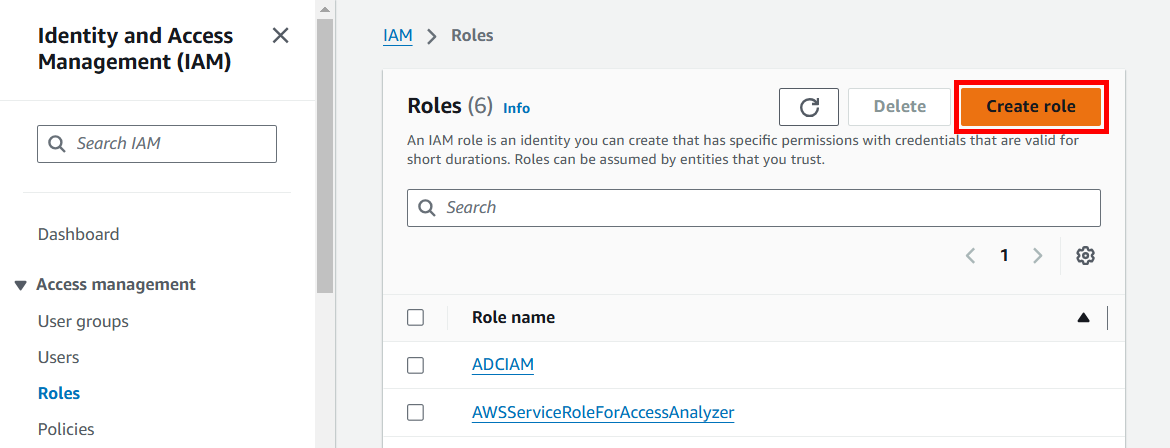 Identity and Access
Management (IAM)
Search IAM
Dashboard
Access management
User groups
Users
Roles
Policies
IAM > Roles
Roles (6) Info
Delete
Create role
An IAM role is an identity you can create that has specific permissions with credentials that are valid for
short durations. Roles can be assumed by entities that you trust.
Search
1
Role name
ADCIAM
AWSServiceRoleForAccessAnalyzer